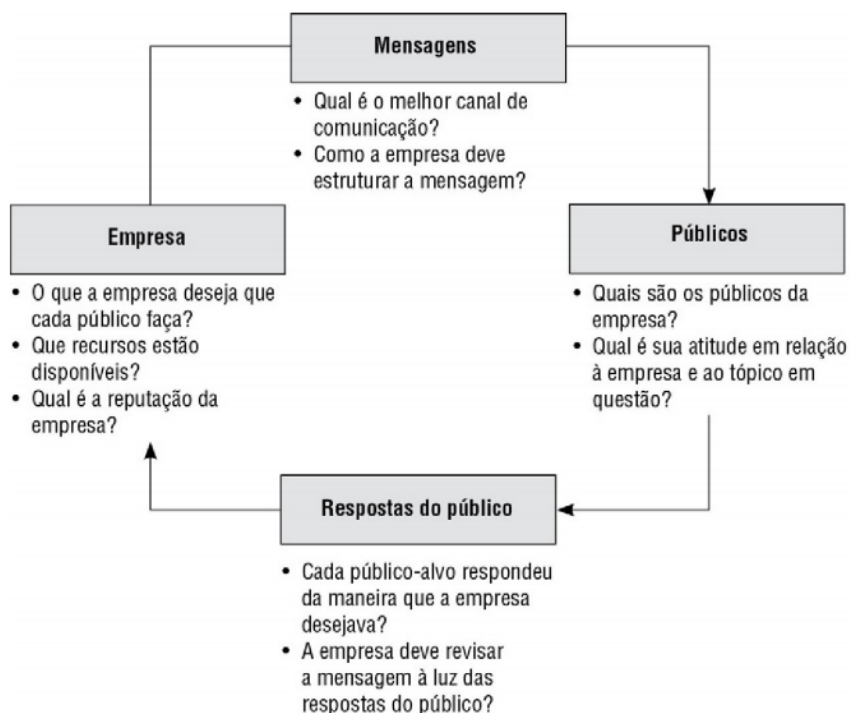 Mensagens
• Qual é o melhor canal de
comunicação?
• Como a empresa deve
estruturar a mensagem?
Empresa
• O que a empresa deseja que
cada público faça?
• Que recursos estão
disponíveis?
• Qual é a reputação da
empresa?
Públicos
• Quais são os públicos da
empresa?
• Qual é sua atitude em relação
à empresa e ao tópico em
questão?
Respostas do público
• Cada público-alvo respondeu
da maneira que a empresa
desejava?
• A empresa deve revisar
a mensagem à luz das
respostas do público?